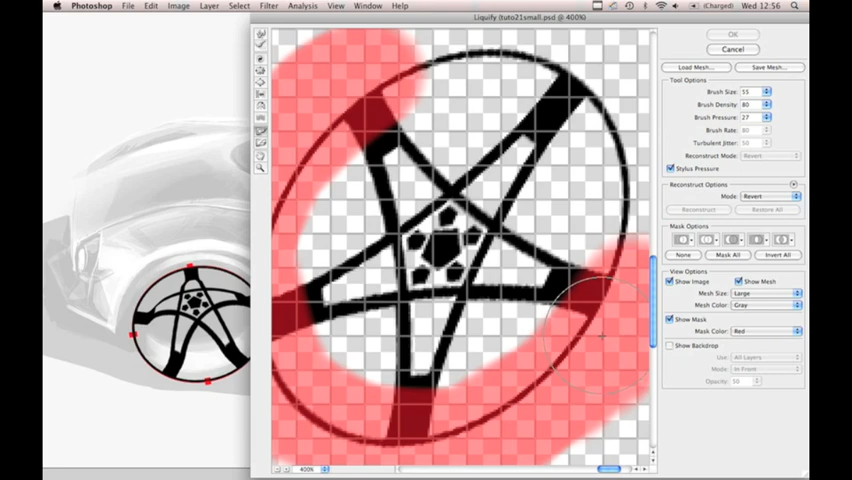 Photoshop File Edit Image Layer Select Filter Analysis View Window Help (Charged) Wed 12:56
Liquify (tuto21small.psd @ 400%)
OK
Cancel
Load Mesh... Save Mesh...
Tool Options
Brush Size: 55
Brush Density: 80
Brush Pressure: 27
Brush Rate: 80
Turbulent Jitter: 50
Reconstruct Mode: Revert
Stylus Pressure
Reconstruct Options
Mode: Revert
Reconstruct Restore All
Mask Options
None Mask All Invert All
View Options
Show Image Show Mesh
Mesh Size: Large
Mesh Color: Gray
Show Mask
Mask Color: Red
Show Backdrop
Use: All Layers
Mode: In Front
Opacity: 50
400%